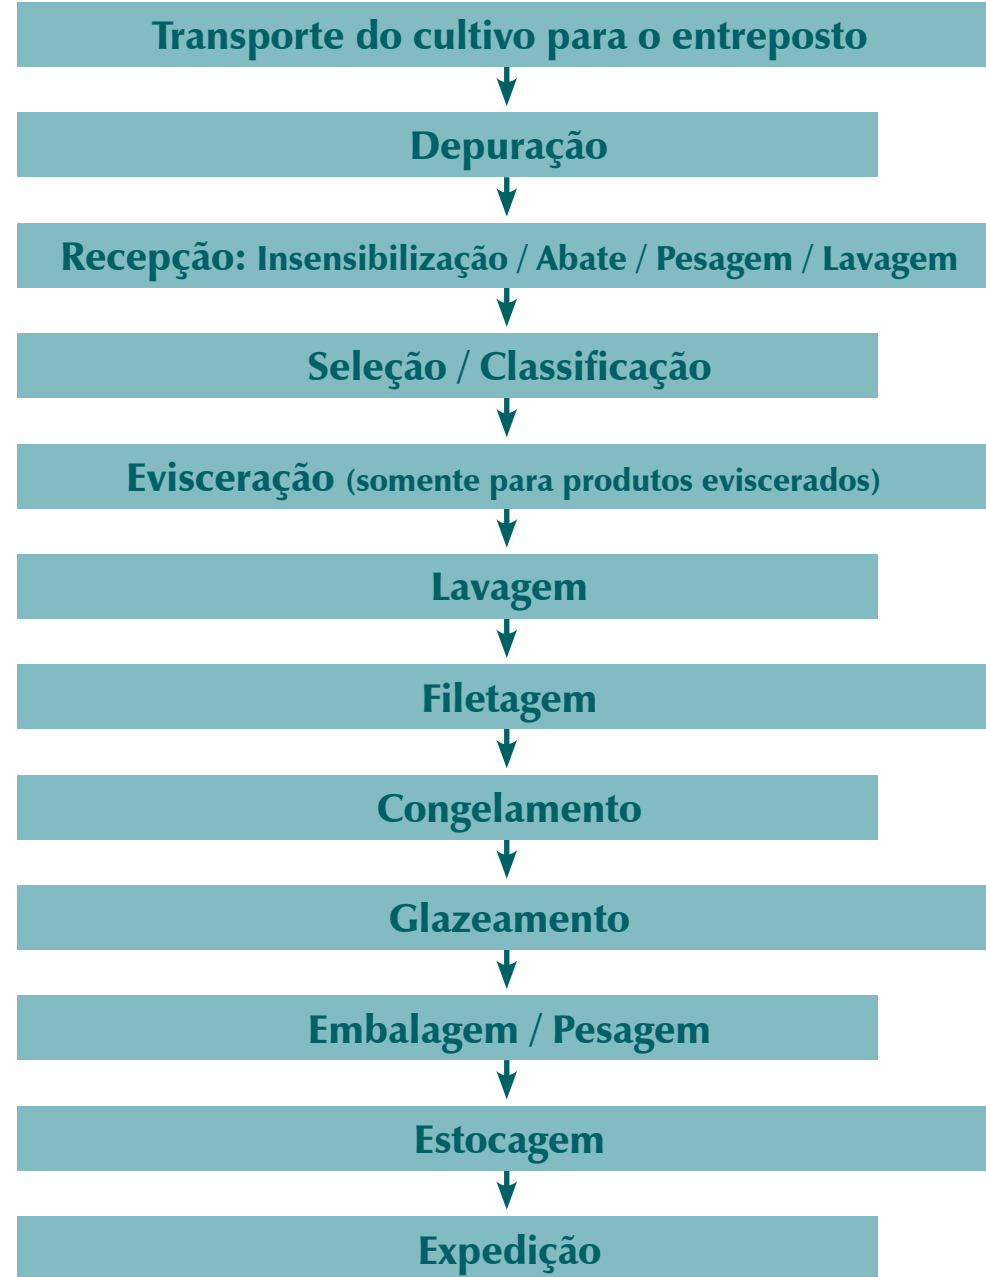 Transporte do cultivo para o entreposto
Depuração
Recepção: Insensibilização / Abate / Pesagem / Lavagem
Seleção / Classificação
Evisceração (somente para produtos eviscerados)
Lavagem
Filetagem
Congelamento
Glazeamento
Embalagem / Pesagem
Estocagem
Expedição